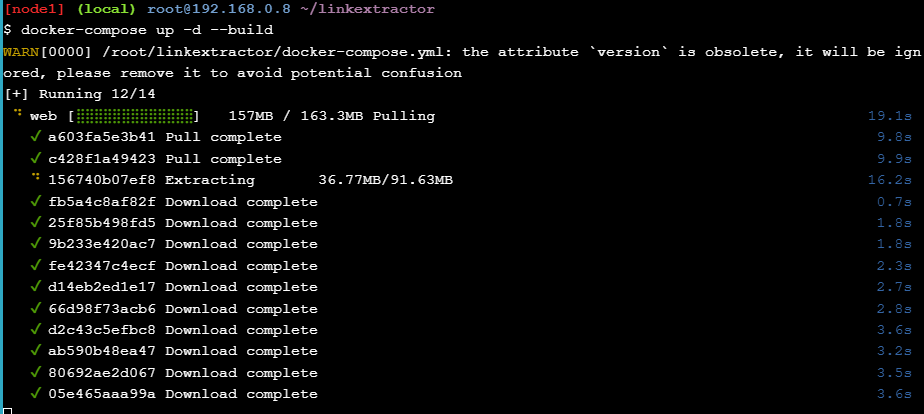 [node1] (local) root@192.168.0.8 ~/linkextractor
$ docker-compose up -d --build
WARN[0000] /root/linkextractor/docker-compose.yml: the attribute `version` is obsolete, it will be ign
ored, please remove it to avoid potential confusion
[+] Running 12/14
⠹ web [⣿⣿⣿⣿⣿⣿⣿⣿⣿⣿⣿⣿⣿] 157MB / 163.3MB Pulling 19.1s
✓ a603fa5e3b41 Pull complete 9.8s
✓ c428f1a49423 Pull complete 9.9s
⠹ 156740b07ef8 Extracting 36.77MB/91.63MB 16.2s
✓ fb5a4c8af82f Download complete 0.7s
✓ 25f85b498fd5 Download complete 1.8s
✓ 9b233e420ac7 Download complete 1.8s
✓ fe42347c4ecf Download complete 2.3s
✓ d14eb2ed1e17 Download complete 2.7s
✓ 66d98f73acb6 Download complete 2.8s
✓ d2c43c5efbc8 Download complete 3.6s
✓ ab590b48ea47 Download complete 3.2s
✓ 80692ae2d067 Download complete 3.5s
✓ 05e465aaa99a Download complete 3.6s